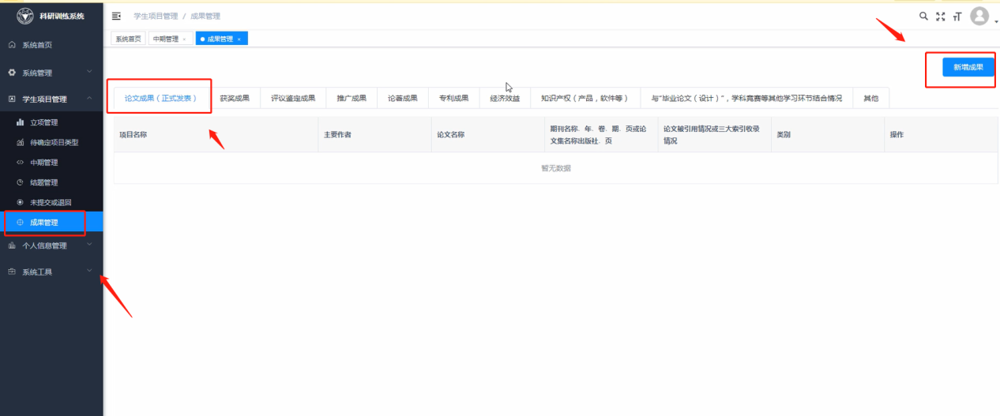 科研训练系统
学生项目管理 / 成果管理
系统首页
中期管理 ×
成果管理 ×
系统首页
系统管理
学生项目管理
立项管理
待确定项目类型
中期管理
结题管理
未提交或退回
成果管理
个人信息管理
系统工具
新增成果
论文成果（正式发表）
获奖成果
评议鉴定成果
推广成果
论著成果
专利成果
经济效益
知识产权（产品，软件等）
与“毕业论文（设计）”，学科竞赛等其他学习环节结合情况
其他
项目名称
主要作者
论文名称
期刊名称、年、卷、期、页或论
文集名称出版社、页
论文被引用情况或三大索引收录
情况
类别
操作
暂无数据